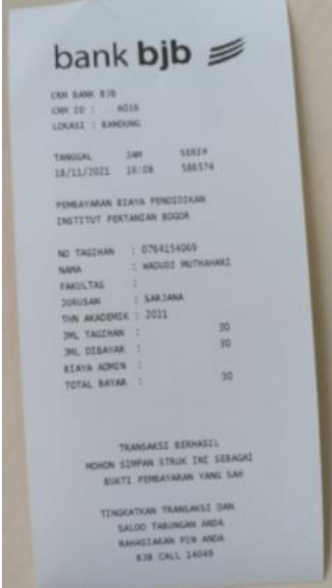 bank bjb
CRM BANK BJB
CRM ID : A016
LOKASI : BANDUNG
TANGGAL JAM SERI#
18/11/2021 16:08 586574
PEMBAYARAN BIAYA PENDIDIKAN
INSTITUT PERTANIAN BOGOR
NO TAGIHAN : 0764154069
NAMA : WADUDI MUTHAHARI
FAKULTAS :
JURUSAN : SARJANA
THN AKADEMIK : 2021
JML TAGIHAN : 30
JML DIBAYAR : 30
BIAYA ADMIN :
TOTAL BAYAR : 30
TRANSAKSI BERHASIL
MOHON SIMPAN STRUK INI SEBAGAI
BUKTI PEMBAYARAN YANG SAH
TINGKATKAN TRANSAKSI DAN
SALDO TABUNGAN ANDA
RAHASIAKAN PIN ANDA
BJB CALL 14049